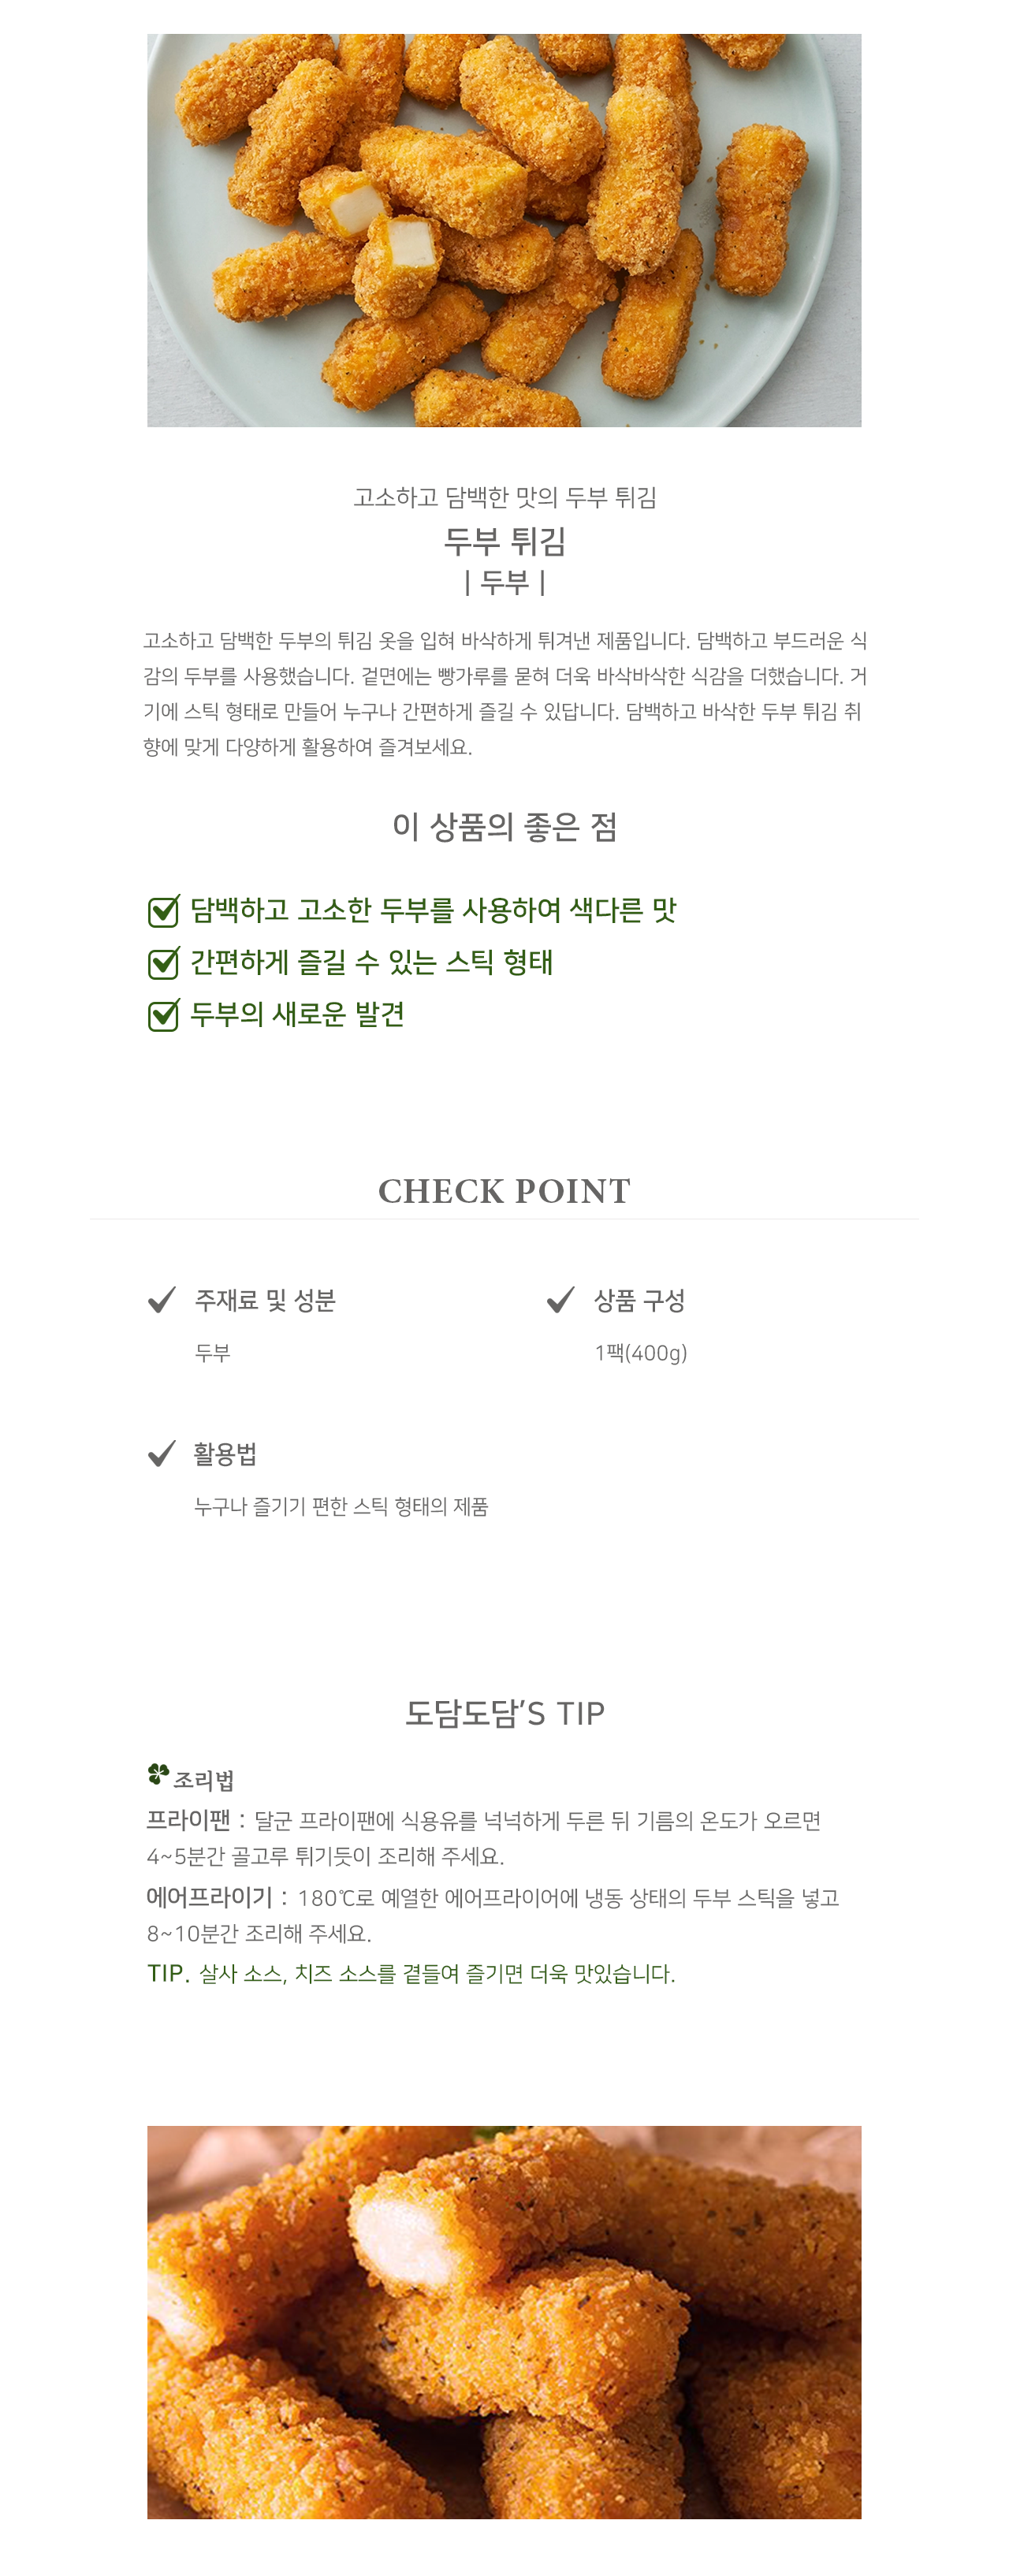 고소하고 담백한 맛의 두부 튀김
두부 튀김
| 두부 |
고소하고 담백한 두부의 튀김 옷을 입혀 바삭하게 튀겨낸 제품입니다. 담백하고 부드러운 식
감의 두부를 사용했습니다. 겉면에는 빵가루를 묻혀 더욱 바삭바삭한 식감을 더했습니다. 거
기에 스틱 형태로 만들어 누구나 간편하게 즐길 수 있답니다. 담백하고 바삭한 두부 튀김 취
향에 맞게 다양하게 활용하여 즐겨보세요.
이 상품의 좋은 점
담백하고 고소한 두부를 사용하여 색다른 맛
간편하게 즐길 수 있는 스틱 형태
두부의 새로운 발견
CHECK POINT
주재료 및 성분
두부
상품 구성
1팩(400g)
활용법
누구나 즐기기 편한 스틱 형태의 제품
도담도담’S TIP
조리법
프라이팬 : 달군 프라이팬에 식용유를 넉넉하게 두른 뒤 기름의 온도가 오르면
4~5분간 골고루 튀기듯이 조리해 주세요.
에어프라이기 : 180℃로 예열한 에어프라이어에 냉동 상태의 두부 스틱을 넣고
8~10분간 조리해 주세요.
TIP. 살사 소스, 치즈 소스를 곁들여 즐기면 더욱 맛있습니다.